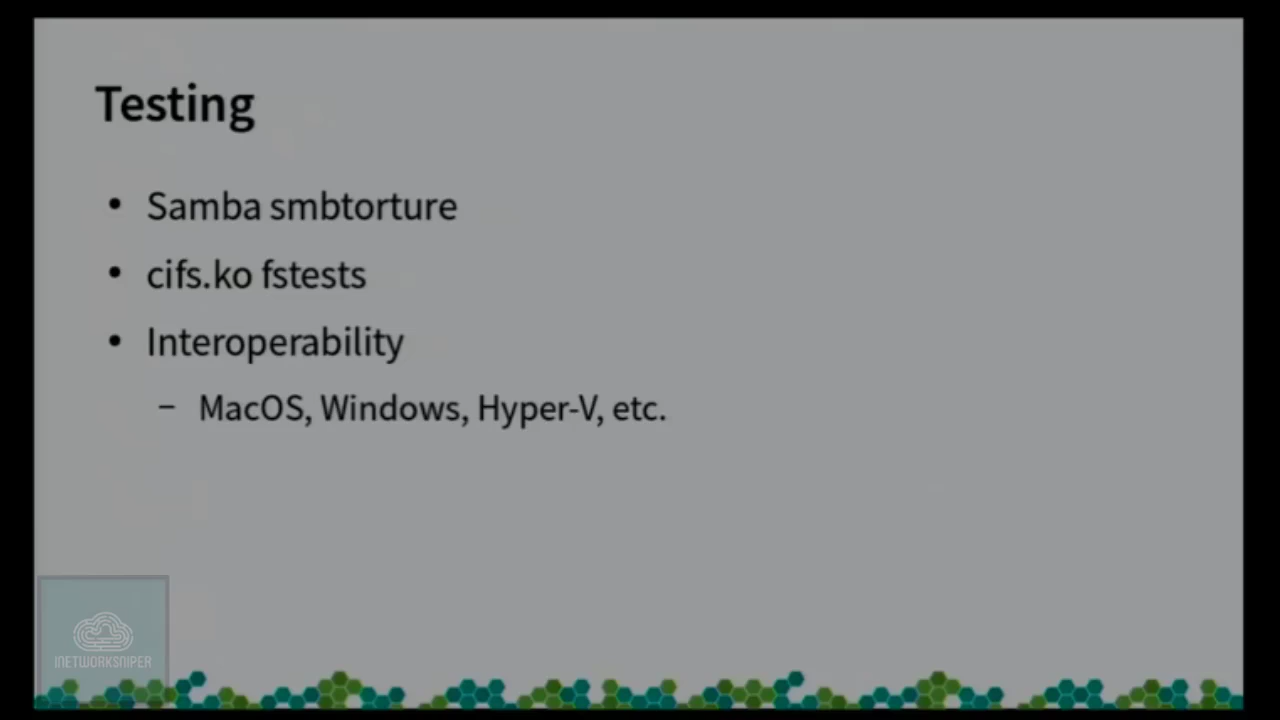 Testing
• Samba smbtorture
• cifs.ko fstests
• Interoperability
– MacOS, Windows, Hyper-V, etc.
INETWORKSNIPER